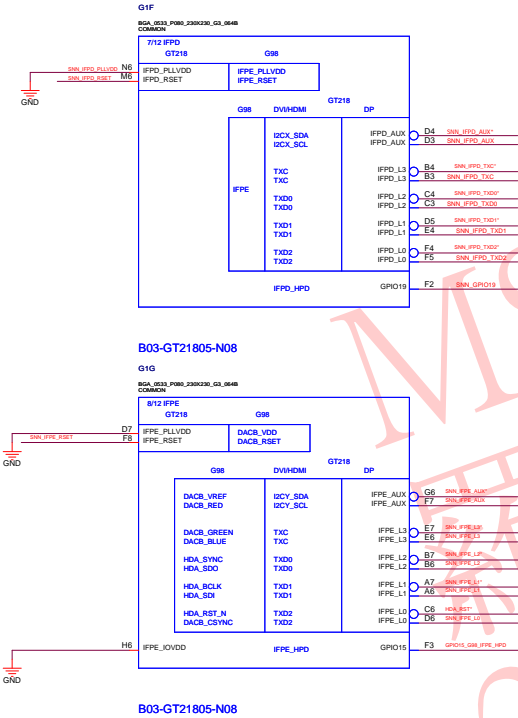 G1F
BGA_0533_P080_230X230_G3_064B
COMMON
7/12 IFPD
GT218 G98
SNN_IFPD_PLLVDD N6 IFPD_PLLVDD IFPE_PLLVDD
SNN_IFPD_RSET M6 IFPD_RSET IFPE_RSET
GND
GT218
G98 DVI/HDMI DP
I2CX_SDA IFPD_AUX D4 SNN_IFPD_AUX*
I2CX_SCL IFPD_AUX D3 SNN_IFPD_AUX
TXC IFPD_L3 B4 SNN_IFPD_TXC*
TXC IFPD_L3 B3 SNN_IFPD_TXC
IFPE
TXD0 IFPD_L2 C4 SNN_IFPD_TXD0*
TXD0 IFPD_L2 C3 SNN_IFPD_TXD0
TXD1 IFPD_L1 D5 SNN_IFPD_TXD1*
TXD1 IFPD_L1 E4 SNN_IFPD_TXD1
TXD2 IFPD_L0 F4 SNN_IFPD_TXD2*
TXD2 IFPD_L0 F5 SNN_IFPD_TXD2
IFPD_HPD GPIO19 F2 SNN_GPIO19
B03-GT21805-N08
G1G
BGA_0533_P080_230X230_G3_064B
COMMON
8/12 IFPE
GT218 G98
D7 IFPE_PLLVDD DACB_VDD
SNN_IFPE_RSET F8 IFPE_RSET DACB_RSET
GND
GT218
G98 DVI/HDMI DP
DACB_VREF I2CY_SDA IFPE_AUX G6 SNN_IFPE_AUX*
DACB_RED I2CY_SCL IFPE_AUX F7 SNN_IFPE_AUX
DACB_GREEN TXC IFPE_L3 E7 SNN_IFPE_L3*
DACB_BLUE TXC IFPE_L3 E6 SNN_IFPE_L3
HDA_SYNC TXD0 IFPE_L2 B7 SNN_IFPE_L2*
HDA_SDO TXD0 IFPE_L2 B6 SNN_IFPE_L2
HDA_BCLK TXD1 IFPE_L1 A7 SNN_IFPE_L1*
HDA_SDI TXD1 IFPE_L1 A6 SNN_IFPE_L1
HDA_RST_N TXD2 IFPE_L0 C6 HDA_RST*
DACB_CSYNC TXD2 IFPE_L0 D6 SNN_IFPE_L0
H6 IFPE_IOVDD IFPE_HPD GPIO15 F3 GPIO15_G98_IFPE_HPD
GND
B03-GT21805-N08